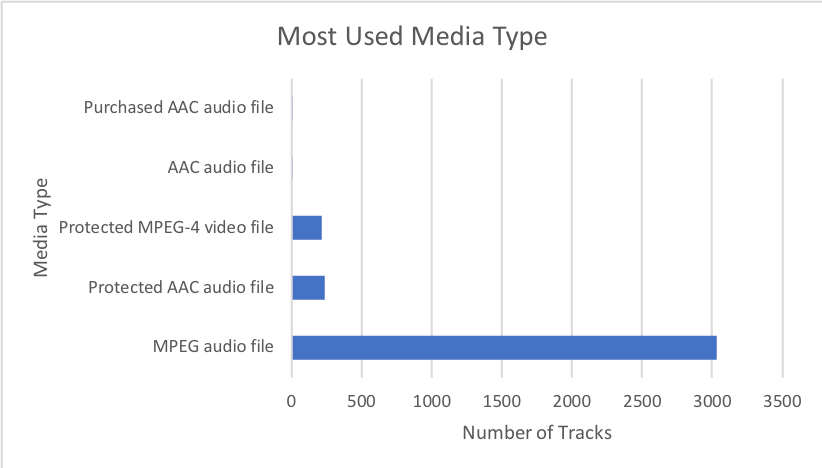 Most Used Media Type
Purchased AAC audio file
AAC audio file
Protected MPEG-4 video file
Protected AAC audio file
MPEG audio file
Media Type
0 500 1000 1500 2000 2500 3000 3500
Number of Tracks